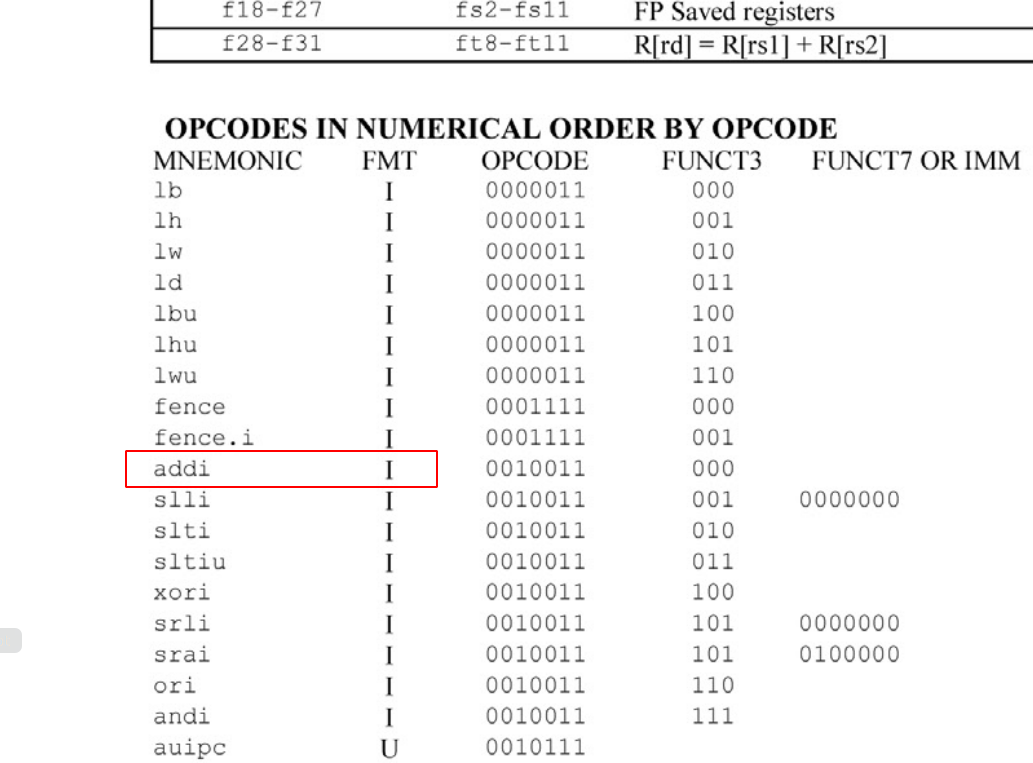 f18-f27 fs2-fs11 FP Saved registers
f28-f31 ft8-ft11 R[rd] = R[rs1] + R[rs2]
OPCODES IN NUMERICAL ORDER BY OPCODE
MNEMONIC FMT OPCODE FUNCT3 FUNCT7 OR IMM
lb I 0000011 000
lh I 0000011 001
lw I 0000011 010
ld I 0000011 011
lbu I 0000011 100
lhu I 0000011 101
lwu I 0000011 110
fence I 0001111 000
fence.i I 0001111 001
addi I 0010011 000
slli I 0010011 001 0000000
slti I 0010011 010
sltiu I 0010011 011
xori I 0010011 100
srli I 0010011 101 0000000
srai I 0010011 101 0100000
ori I 0010011 110
andi I 0010011 111
auipc U 0010111